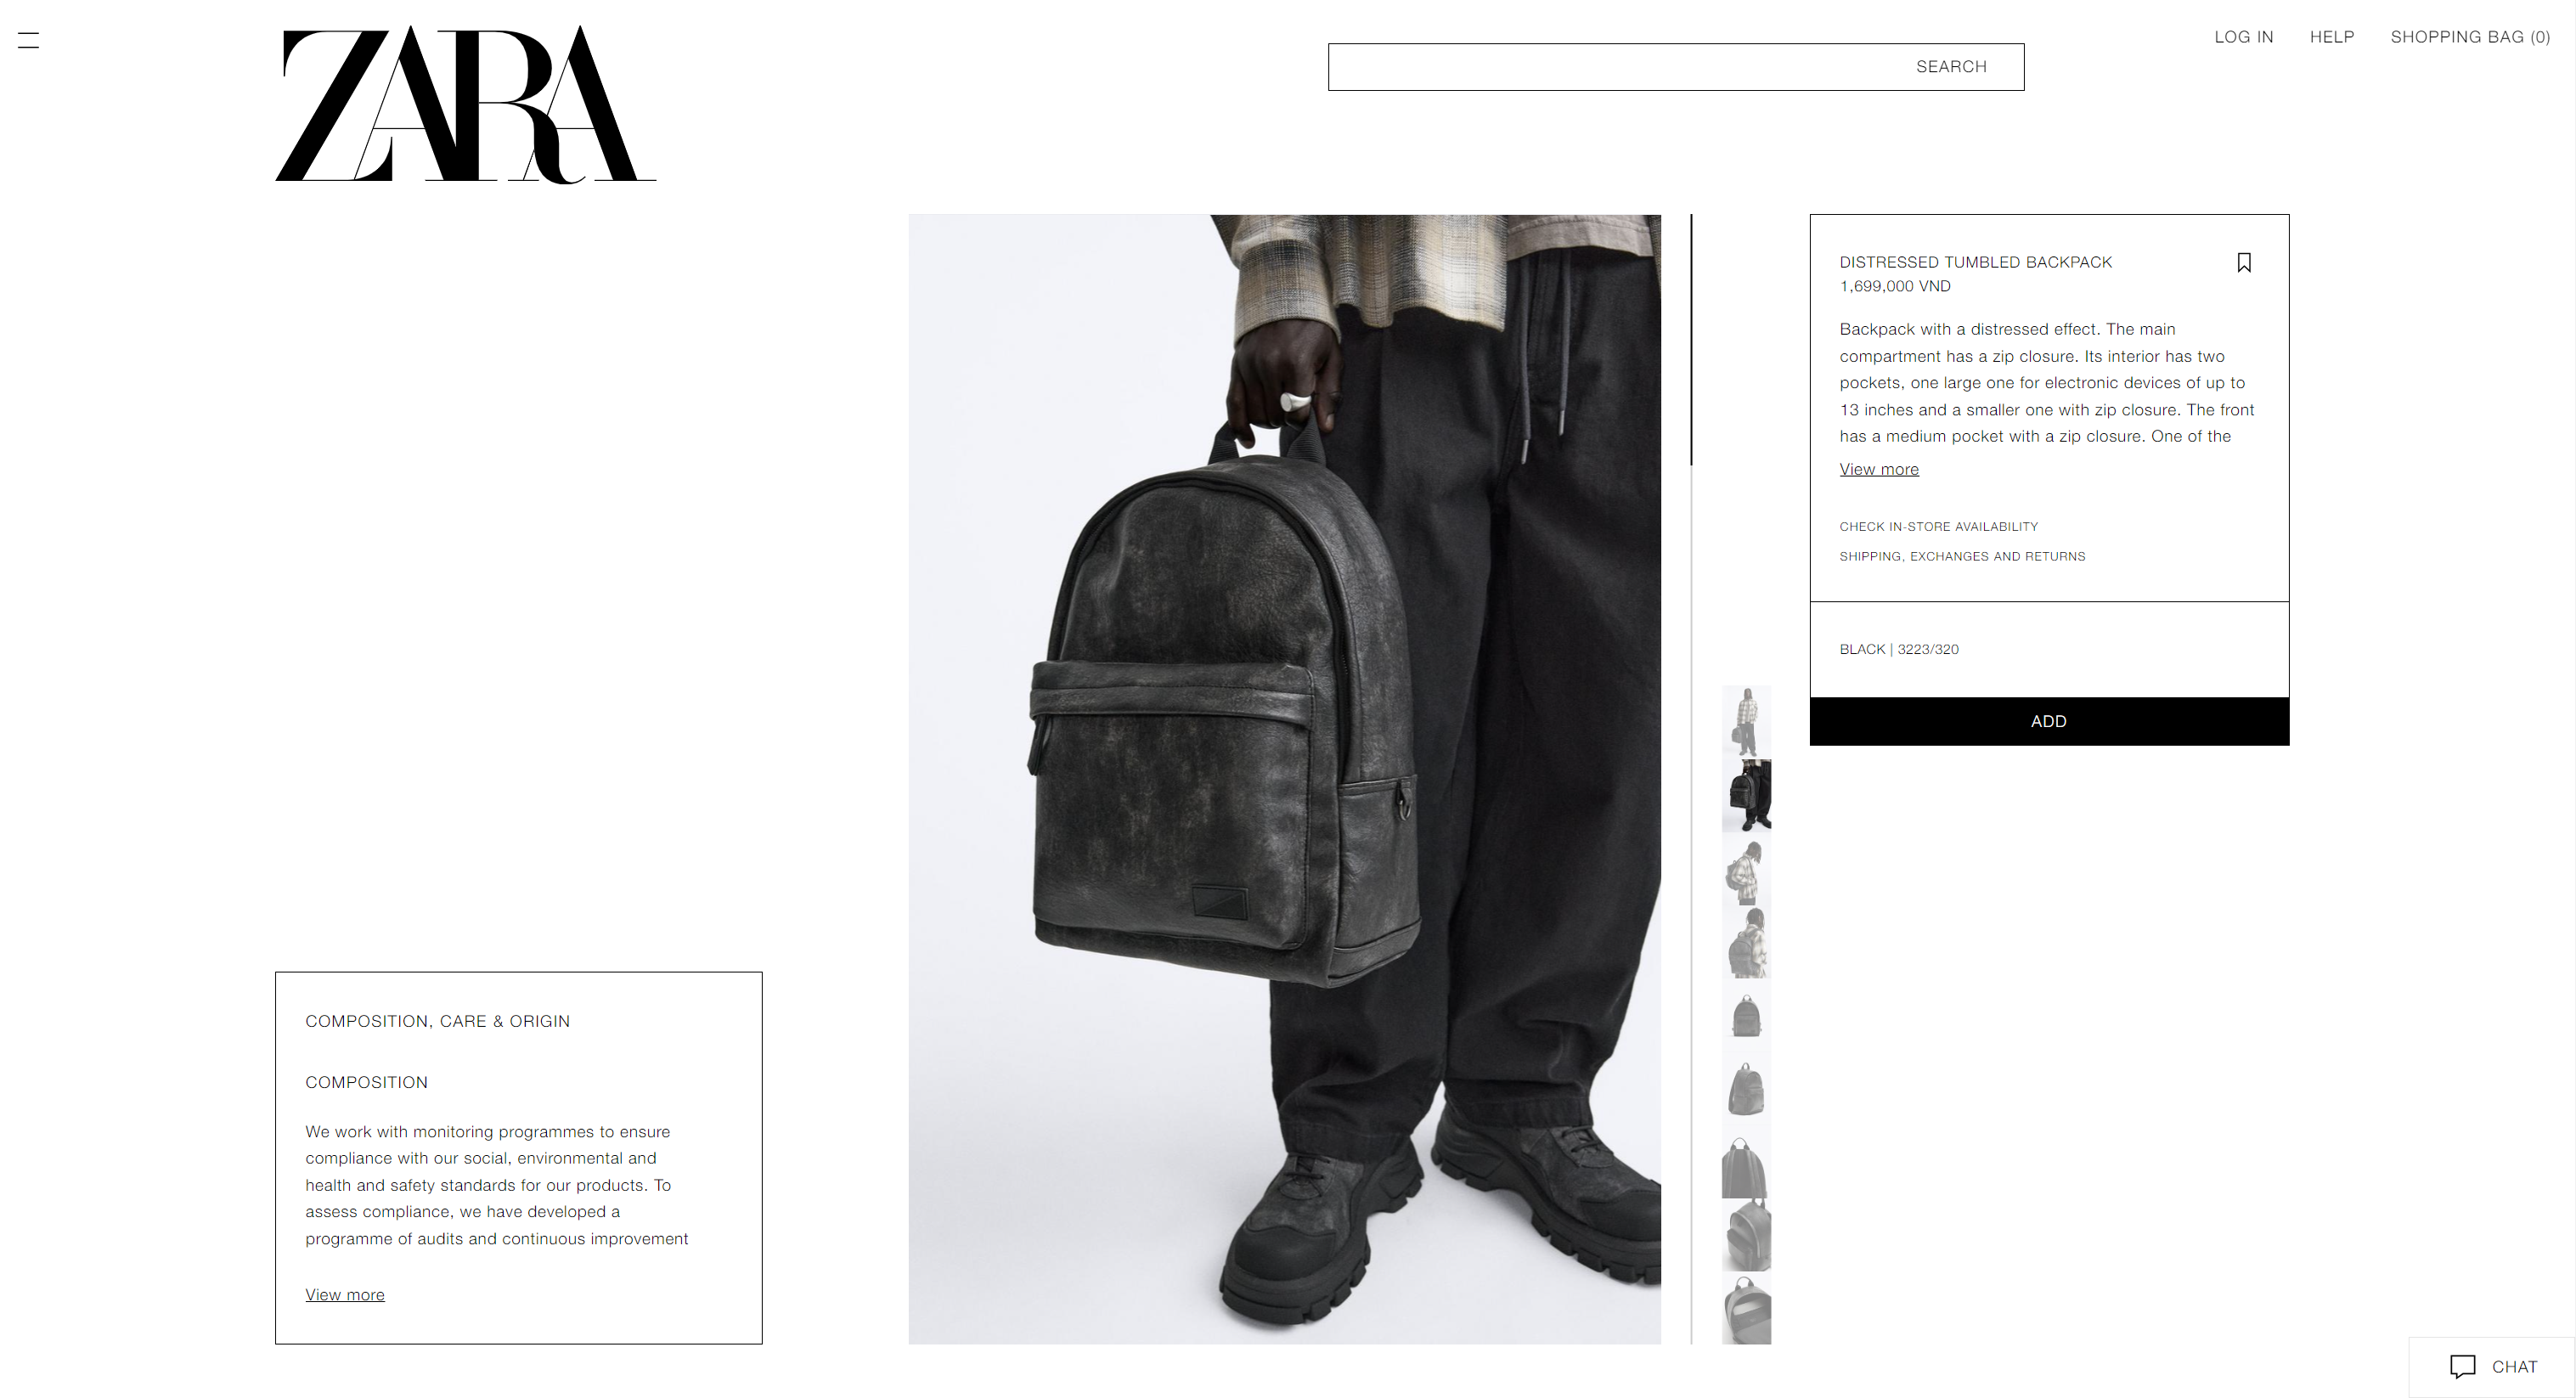 ZARA
SEARCH
LOG IN
HELP
SHOPPING BAG (0)
DISTRESSED TUMBLED BACKPACK
1,699,000 VND
Backpack with a distressed effect. The main
compartment has a zip closure. Its interior has two
pockets, one large one for electronic devices of up to
13 inches and a smaller one with zip closure. The front
has a medium pocket with a zip closure. One of the
View more
CHECK IN-STORE AVAILABILITY
SHIPPING, EXCHANGES AND RETURNS
BLACK | 3223/320
ADD
COMPOSITION, CARE & ORIGIN
COMPOSITION
We work with monitoring programmes to ensure
compliance with our social, environmental and
health and safety standards for our products. To
assess compliance, we have developed a
programme of audits and continuous improvement
View more
CHAT